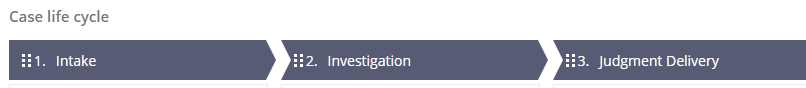 Case life cycle
1. Intake 2. Investigation 3. Judgment Delivery